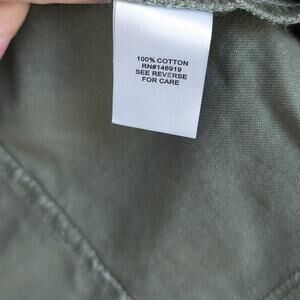 100% COTTON
RN#146919
SEE REVERSE
FOR CARE